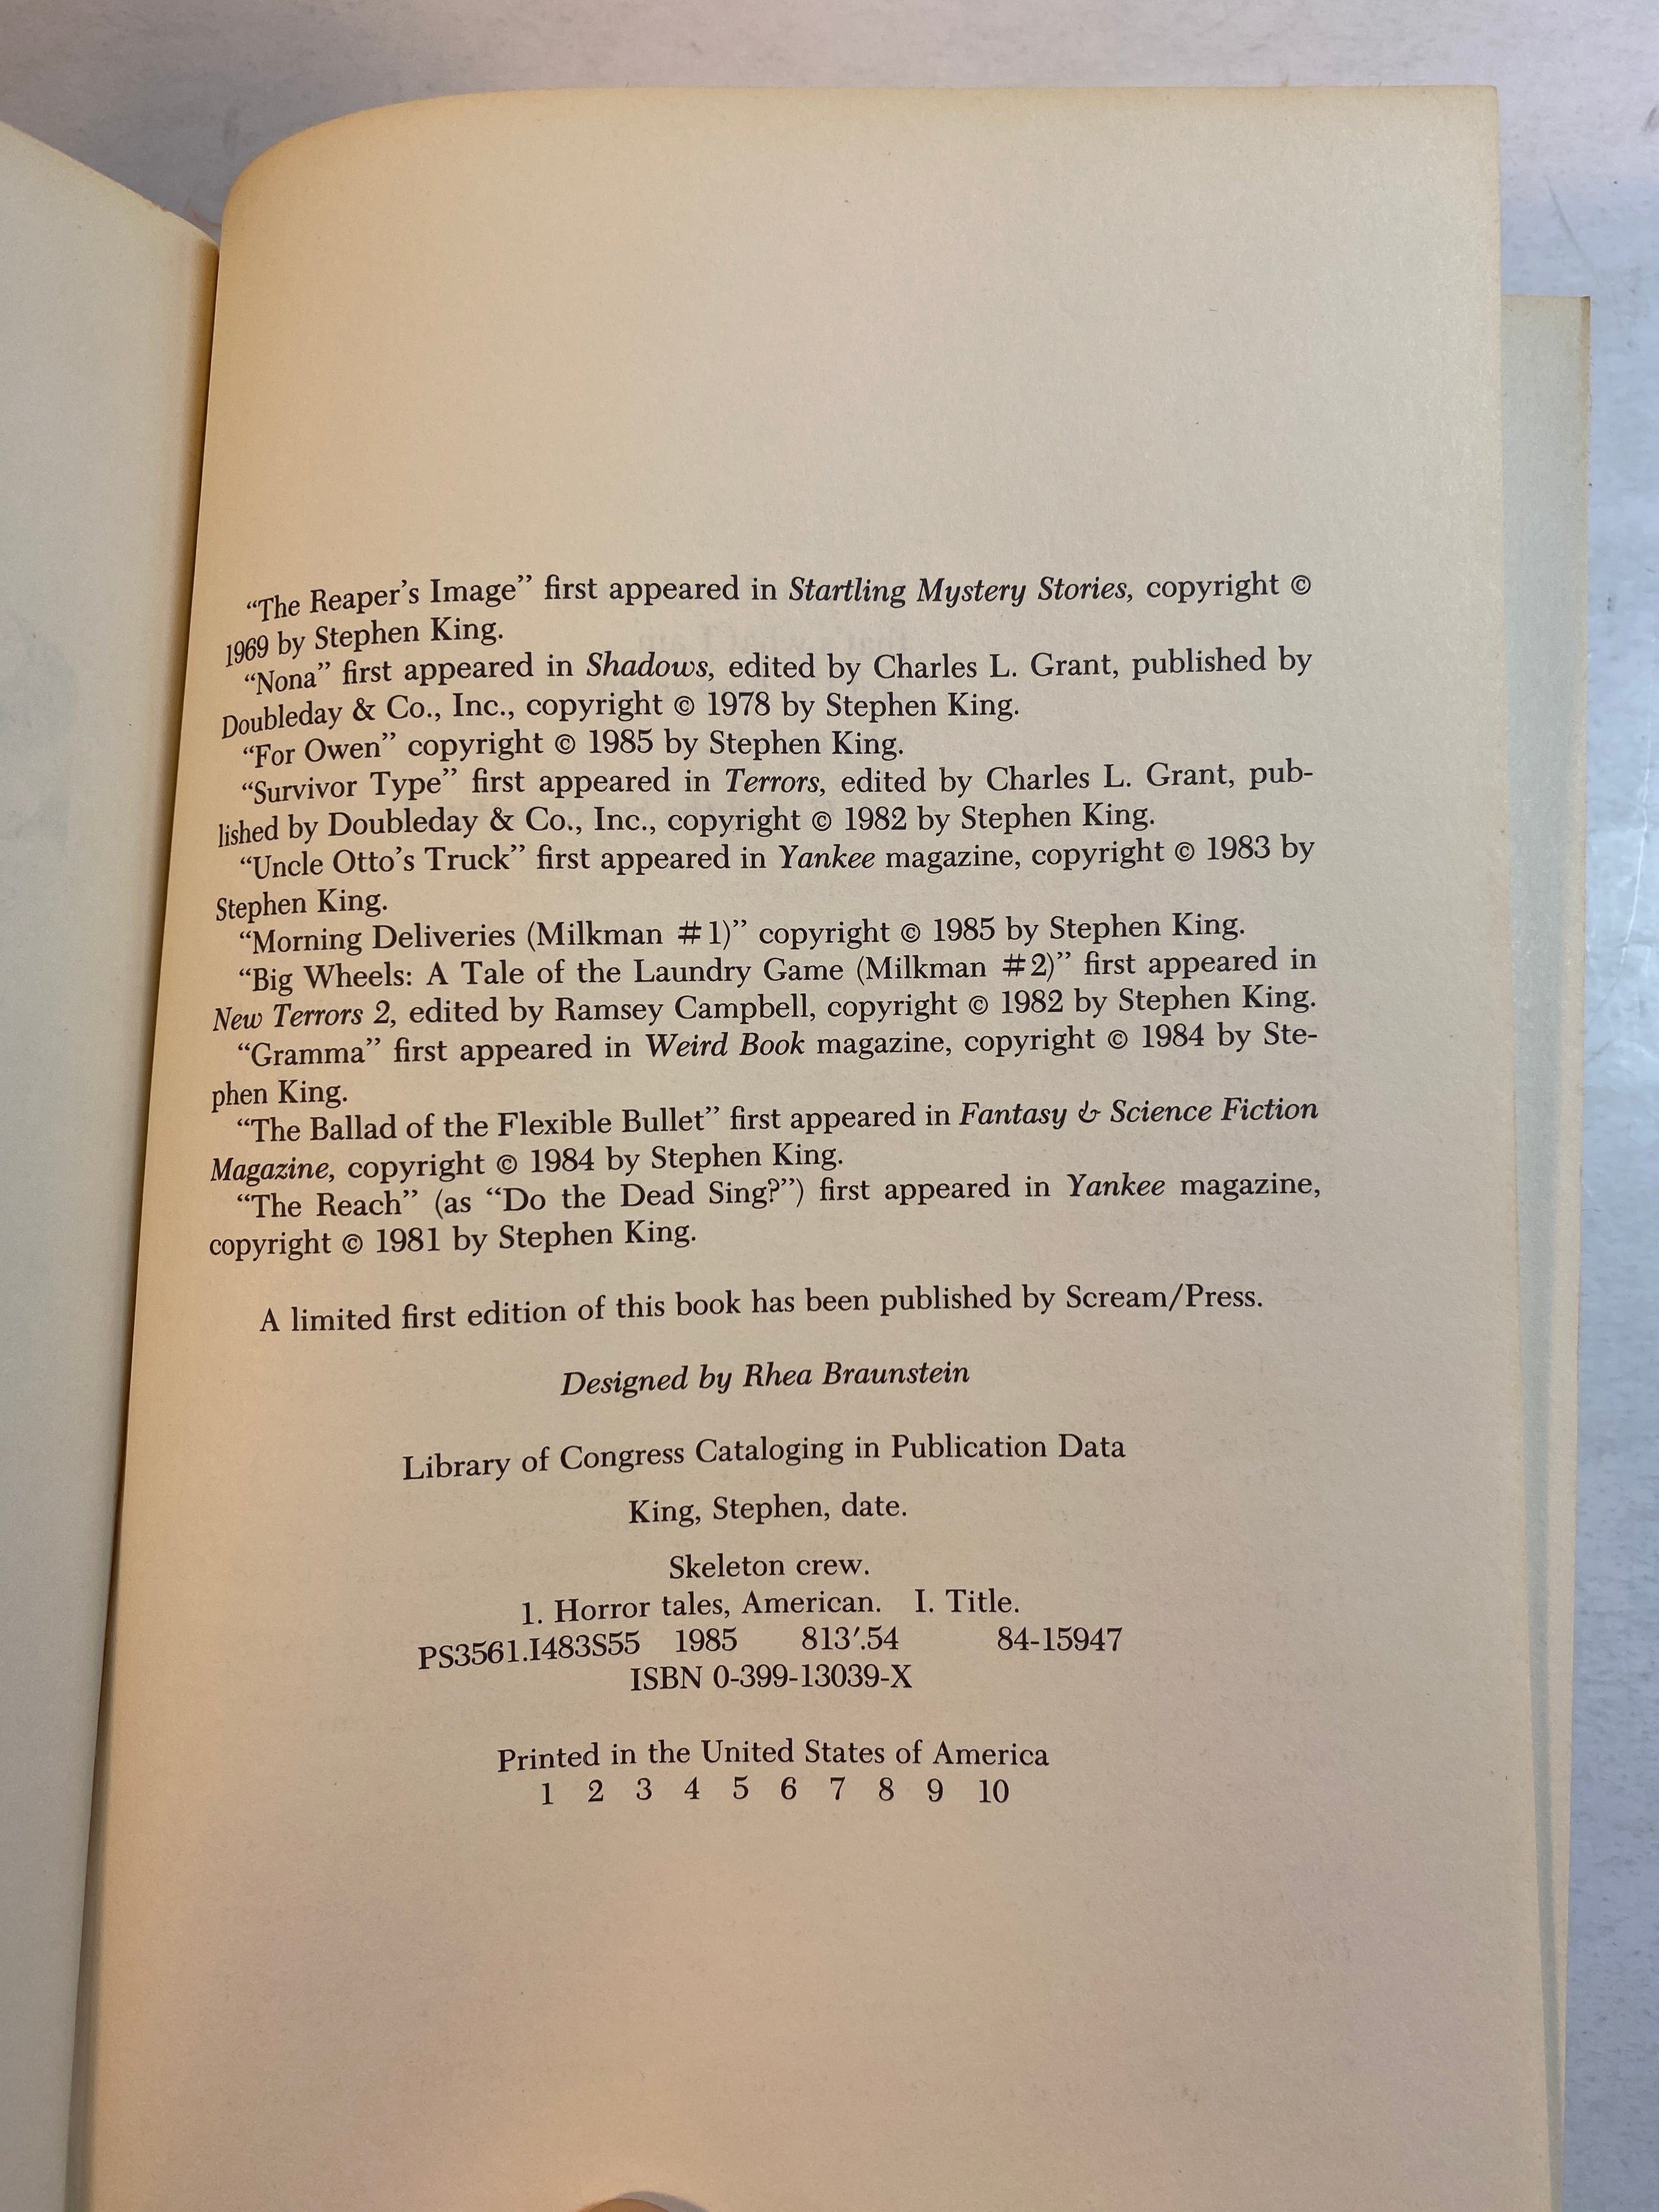 “The Reaper’s Image” first appeared in Startling Mystery Stories, copyright ©
1969 by Stephen King.
“Nona” first appeared in Shadows, edited by Charles L. Grant, published by
Doubleday & Co., Inc., copyright © 1978 by Stephen King.
“For Owen” copyright © 1985 by Stephen King.
“Survivor Type” first appeared in Terrors, edited by Charles L. Grant, pub-
lished by Doubleday & Co., Inc., copyright © 1982 by Stephen King.
“Uncle Otto’s Truck” first appeared in Yankee magazine, copyright © 1983 by
Stephen King.
“Morning Deliveries (Milkman #1)” copyright © 1985 by Stephen King.
“Big Wheels: A Tale of the Laundry Game (Milkman #2)” first appeared in
New Terrors 2, edited by Ramsey Campbell, copyright © 1982 by Stephen King.
“Gramma” first appeared in Weird Book magazine, copyright © 1984 by Ste-
phen King.
“The Ballad of the Flexible Bullet” first appeared in Fantasy & Science Fiction
Magazine, copyright © 1984 by Stephen King.
“The Reach” (as “Do the Dead Sing?”) first appeared in Yankee magazine,
copyright © 1981 by Stephen King.
A limited first edition of this book has been published by Scream/Press.
Designed by Rhea Braunstein
Library of Congress Cataloging in Publication Data
King, Stephen, date.
Skeleton crew.
1. Horror tales, American. I. Title.
PS3561.I483S55 1985 813′.54 84-15947
ISBN 0-399-13039-X
Printed in the United States of America
1 2 3 4 5 6 7 8 9 10